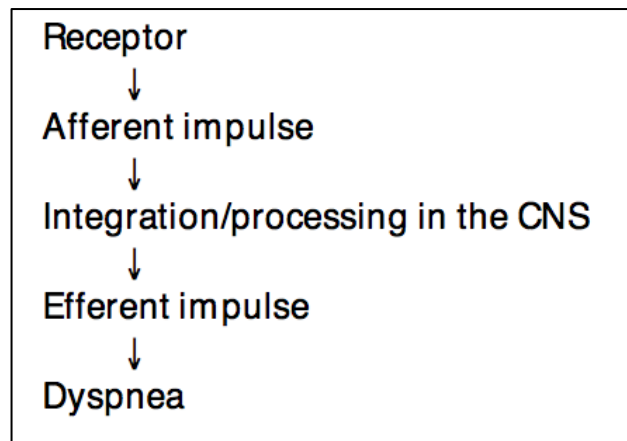 Receptor
↓
Afferent impulse
↓
Integration/processing in the CNS
↓
Efferent impulse
↓
Dyspnea